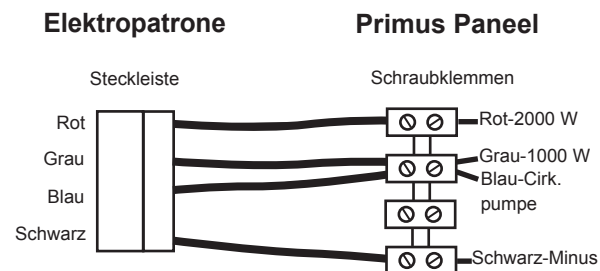 Elektropatrone
Primus Paneel
Steckleiste
Schraubklemmen
Rot
Rot-2000 W
Grau
Grau-1000 W
Blau
Blau-Cirk.
pumpe
Schwarz
Schwarz-Minus